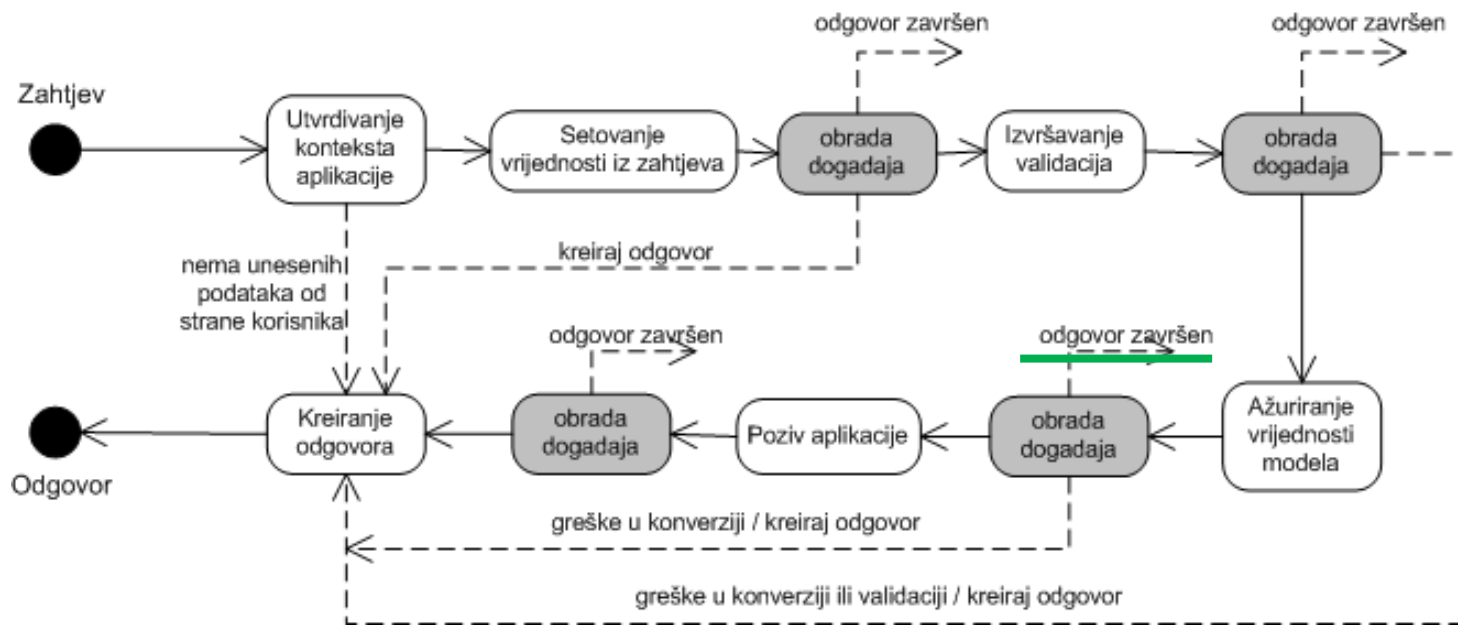 odgovor završen
odgovor završen
Zahtjev
Utvrdivanje
konteksta
aplikacije
Setovanje
vrijednosti iz zahtjeva
obrada
dogadaja
Izvršavanje
validacija
obrada
dogadaja
kreiraj odgovor
nema unesenih
podataka od
strane korisnika
odgovor završen
odgovor završen
Kreiranje
odgovora
obrada
dogadaja
Poziv aplikacije
obrada
dogadaja
Ažuriranje
vrijednosti
modela
Odgovor
greške u konverziji / kreiraj odgovor
greške u konverziji ili validaciji / kreiraj odgovor